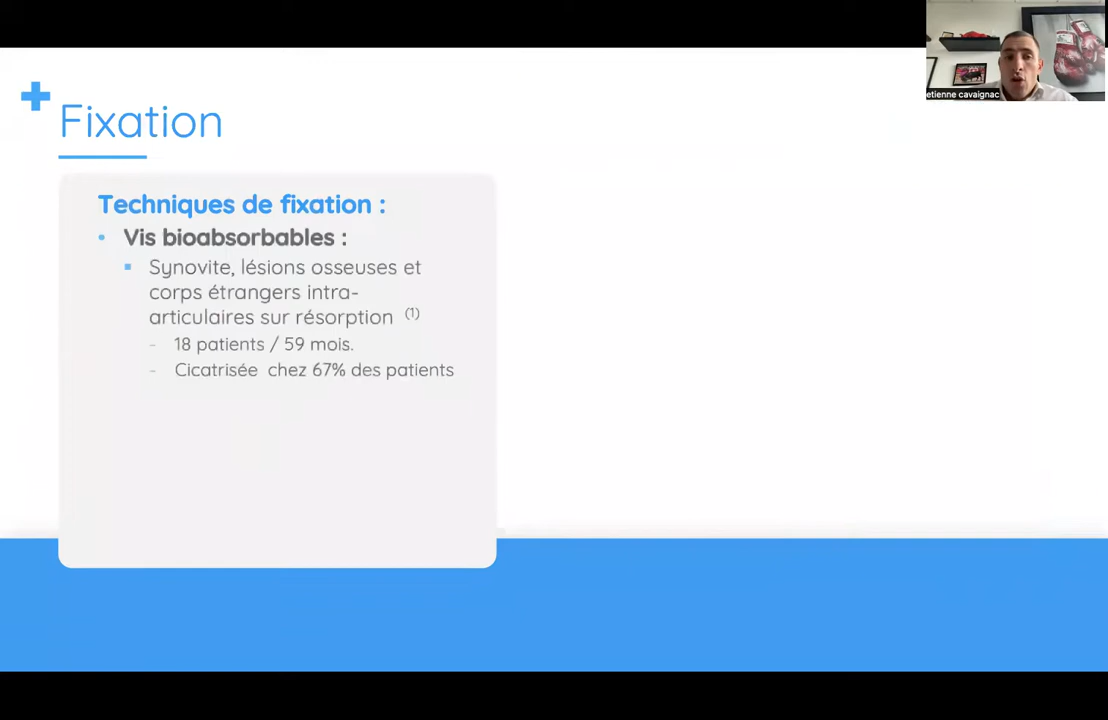 etienne cavaignac
Fixation
Techniques de fixation :
• Vis bioabsorbables :
▪ Synovite, lésions osseuses et
corps étrangers intra-
articulaires sur résorption (1)
- 18 patients / 59 mois.
- Cicatrisée chez 67% des patients